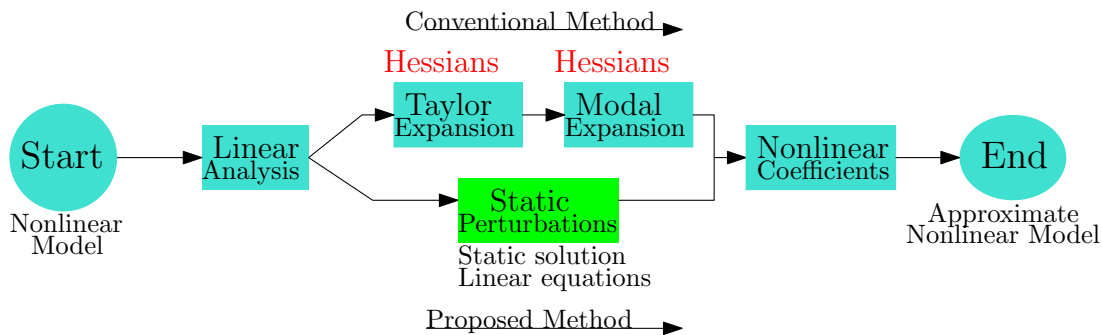 Conventional Method
Hessians
Hessians
Start
Nonlinear
Model
Linear
Analysis
Taylor
Expansion
Modal
Expansion
Static
Perturbations
Static solution
Linear equations
Nonlinear
Coefficients
End
Approximate
Nonlinear Model
Proposed Method